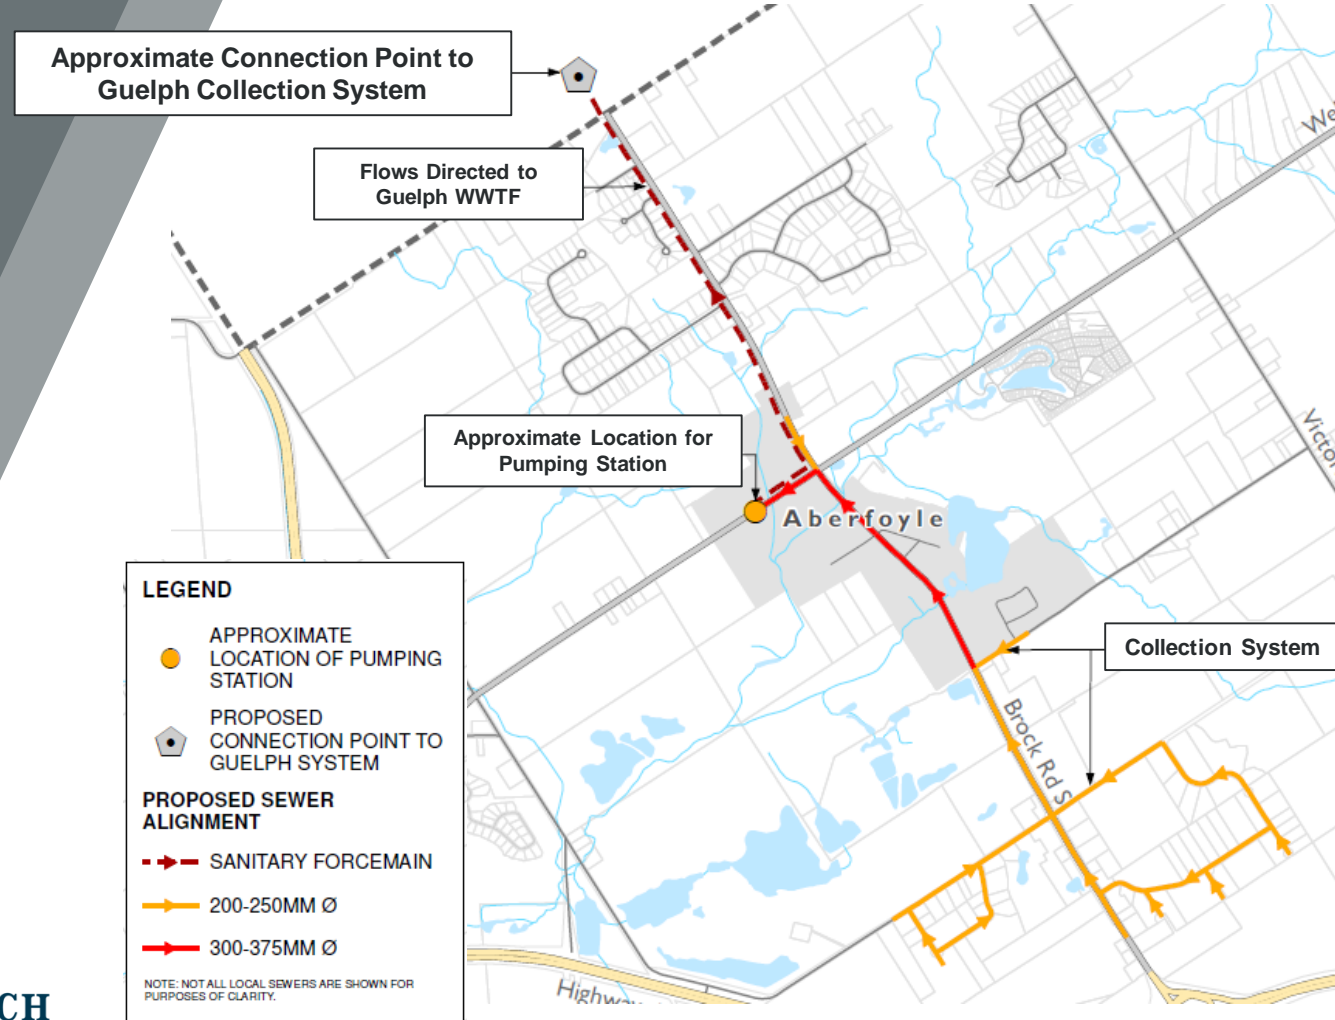 Approximate Connection Point to
Guelph Collection System
Flows Directed to
Guelph WWTF
Approximate Location for
Pumping Station
Aberfoyle
Collection System
Brock Rd S
LEGEND
APPROXIMATE
LOCATION OF PUMPING
STATION
PROPOSED
CONNECTION POINT TO
GUELPH SYSTEM
PROPOSED SEWER
ALIGNMENT
SANITARY FORCEMAIN
200-250MM Ø
300-375MM Ø
NOTE: NOT ALL LOCAL SEWERS ARE SHOWN FOR
PURPOSES OF CLARITY.